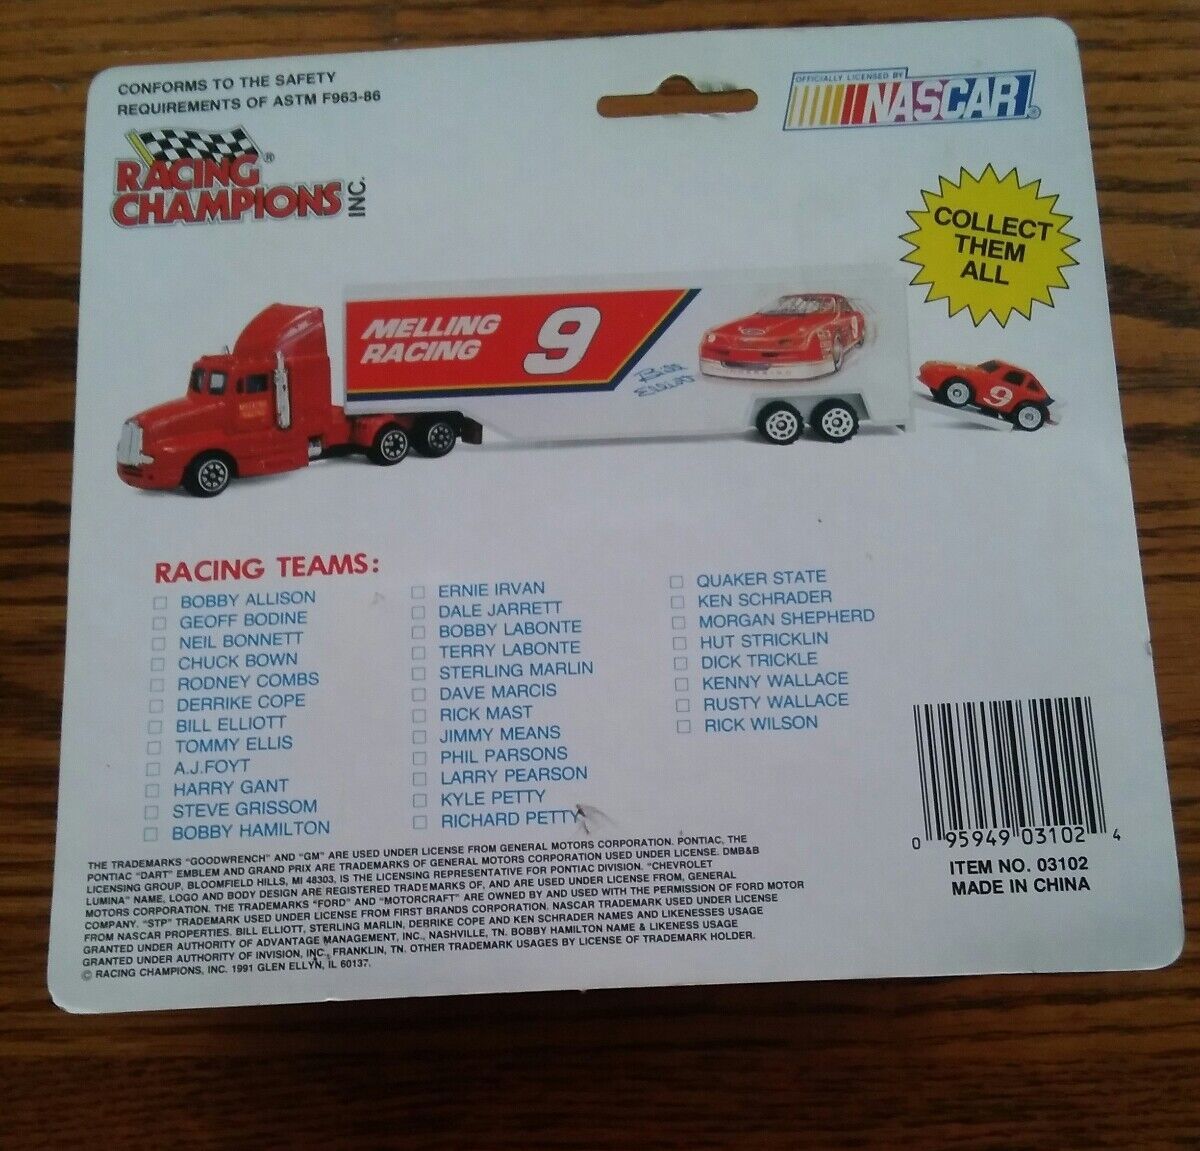 CONFORMS TO THE SAFETY
REQUIREMENTS OF ASTM F963-86
RACING ®
CHAMPIONS INC.
OFFICIALLY LICENSED BY
NASCAR®
COLLECT
THEM
ALL
MELLING
RACING
9
Bill
Elliott
MELLING
RACING
9
RACING TEAMS:
BOBBY ALLISON
GEOFF BODINE
NEIL BONNETT
CHUCK BOWN
RODNEY COMBS
DERRIKE COPE
BILL ELLIOTT
TOMMY ELLIS
A.J.FOYT
HARRY GANT
STEVE GRISSOM
BOBBY HAMILTON
ERNIE IRVAN
DALE JARRETT
BOBBY LABONTE
TERRY LABONTE
STERLING MARLIN
DAVE MARCIS
RICK MAST
JIMMY MEANS
PHIL PARSONS
LARRY PEARSON
KYLE PETTY
RICHARD PETTY
QUAKER STATE
KEN SCHRADER
MORGAN SHEPHERD
HUT STRICKLIN
DICK TRICKLE
KENNY WALLACE
RUSTY WALLACE
RICK WILSON
THE TRADEMARKS "GOODWRENCH" AND "GM" ARE USED UNDER LICENSE FROM GENERAL MOTORS CORPORATION. PONTIAC, THE
PONTIAC "DART" EMBLEM AND GRAND PRIX ARE TRADEMARKS OF GENERAL MOTORS CORPORATION USED UNDER LICENSE. DMB&B
LICENSING GROUP, BLOOMFIELD HILLS, MI 48303, IS THE LICENSING REPRESENTATIVE FOR PONTIAC DIVISION. "CHEVROLET
LUMINA" NAME, LOGO AND BODY DESIGN ARE REGISTERED TRADEMARKS OF, AND ARE USED UNDER LICENSE FROM, GENERAL
MOTORS CORPORATION. THE TRADEMARKS "FORD" AND "MOTORCRAFT" ARE OWNED BY AND USED WITH THE PERMISSION OF FORD MOTOR
COMPANY. "STP" TRADEMARK USED UNDER LICENSE FROM FIRST BRANDS CORPORATION. NASCAR TRADEMARK USED UNDER LICENSE
FROM NASCAR PROPERTIES. BILL ELLIOTT, STERLING MARLIN, DERRIKE COPE AND KEN SCHRADER NAMES AND LIKENESSES USAGE
GRANTED UNDER AUTHORITY OF ADVANTAGE MANAGEMENT, INC., NASHVILLE, TN. BOBBY HAMILTON NAME & LIKENESS USAGE
GRANTED UNDER AUTHORITY OF INVISION, INC., FRANKLIN, TN. OTHER TRADEMARK USAGES BY LICENSE OF TRADEMARK HOLDER.
© RACING CHAMPIONS, INC. 1991 GLEN ELLYN, IL 60137.
0 95949 03102 4
ITEM NO. 03102
MADE IN CHINA